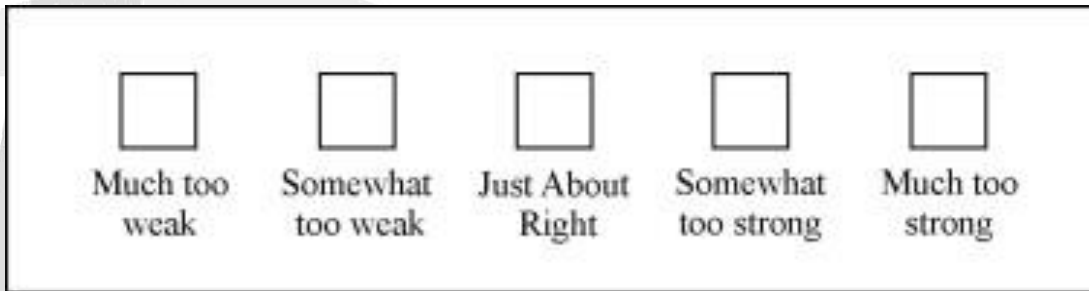 Much too weak
Somewhat too weak
Just About Right
Somewhat too strong
Much too strong